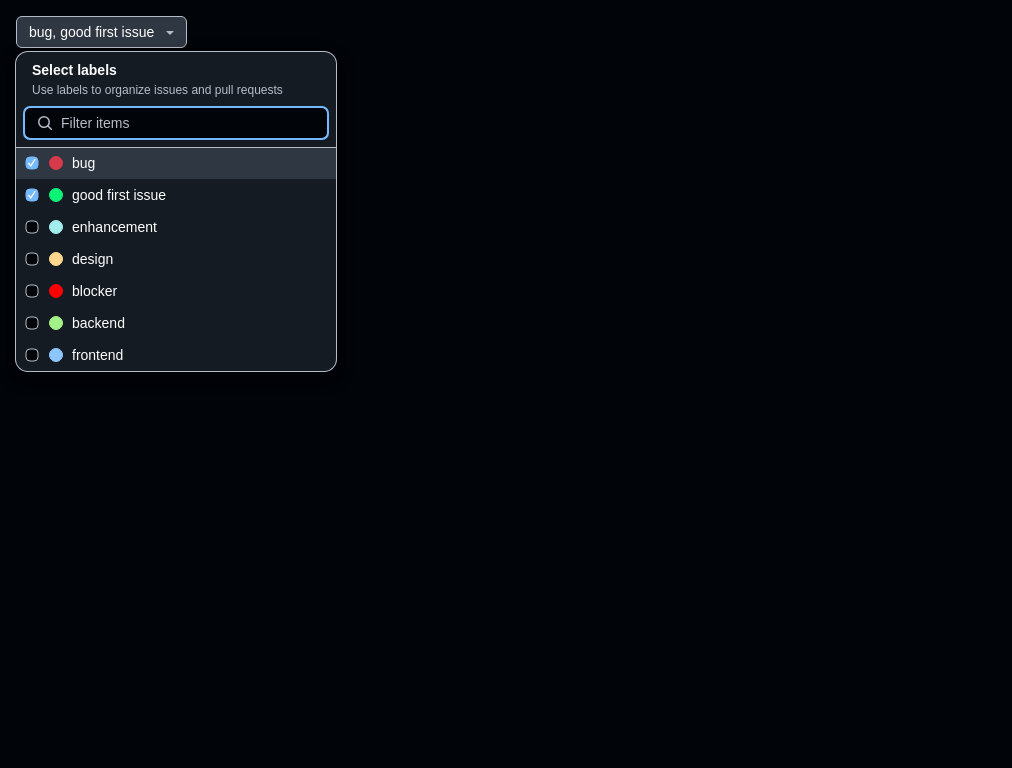 bug, good first issue
Select labels
Use labels to organize issues and pull requests
Filter items
bug
good first issue
enhancement
design
blocker
backend
frontend